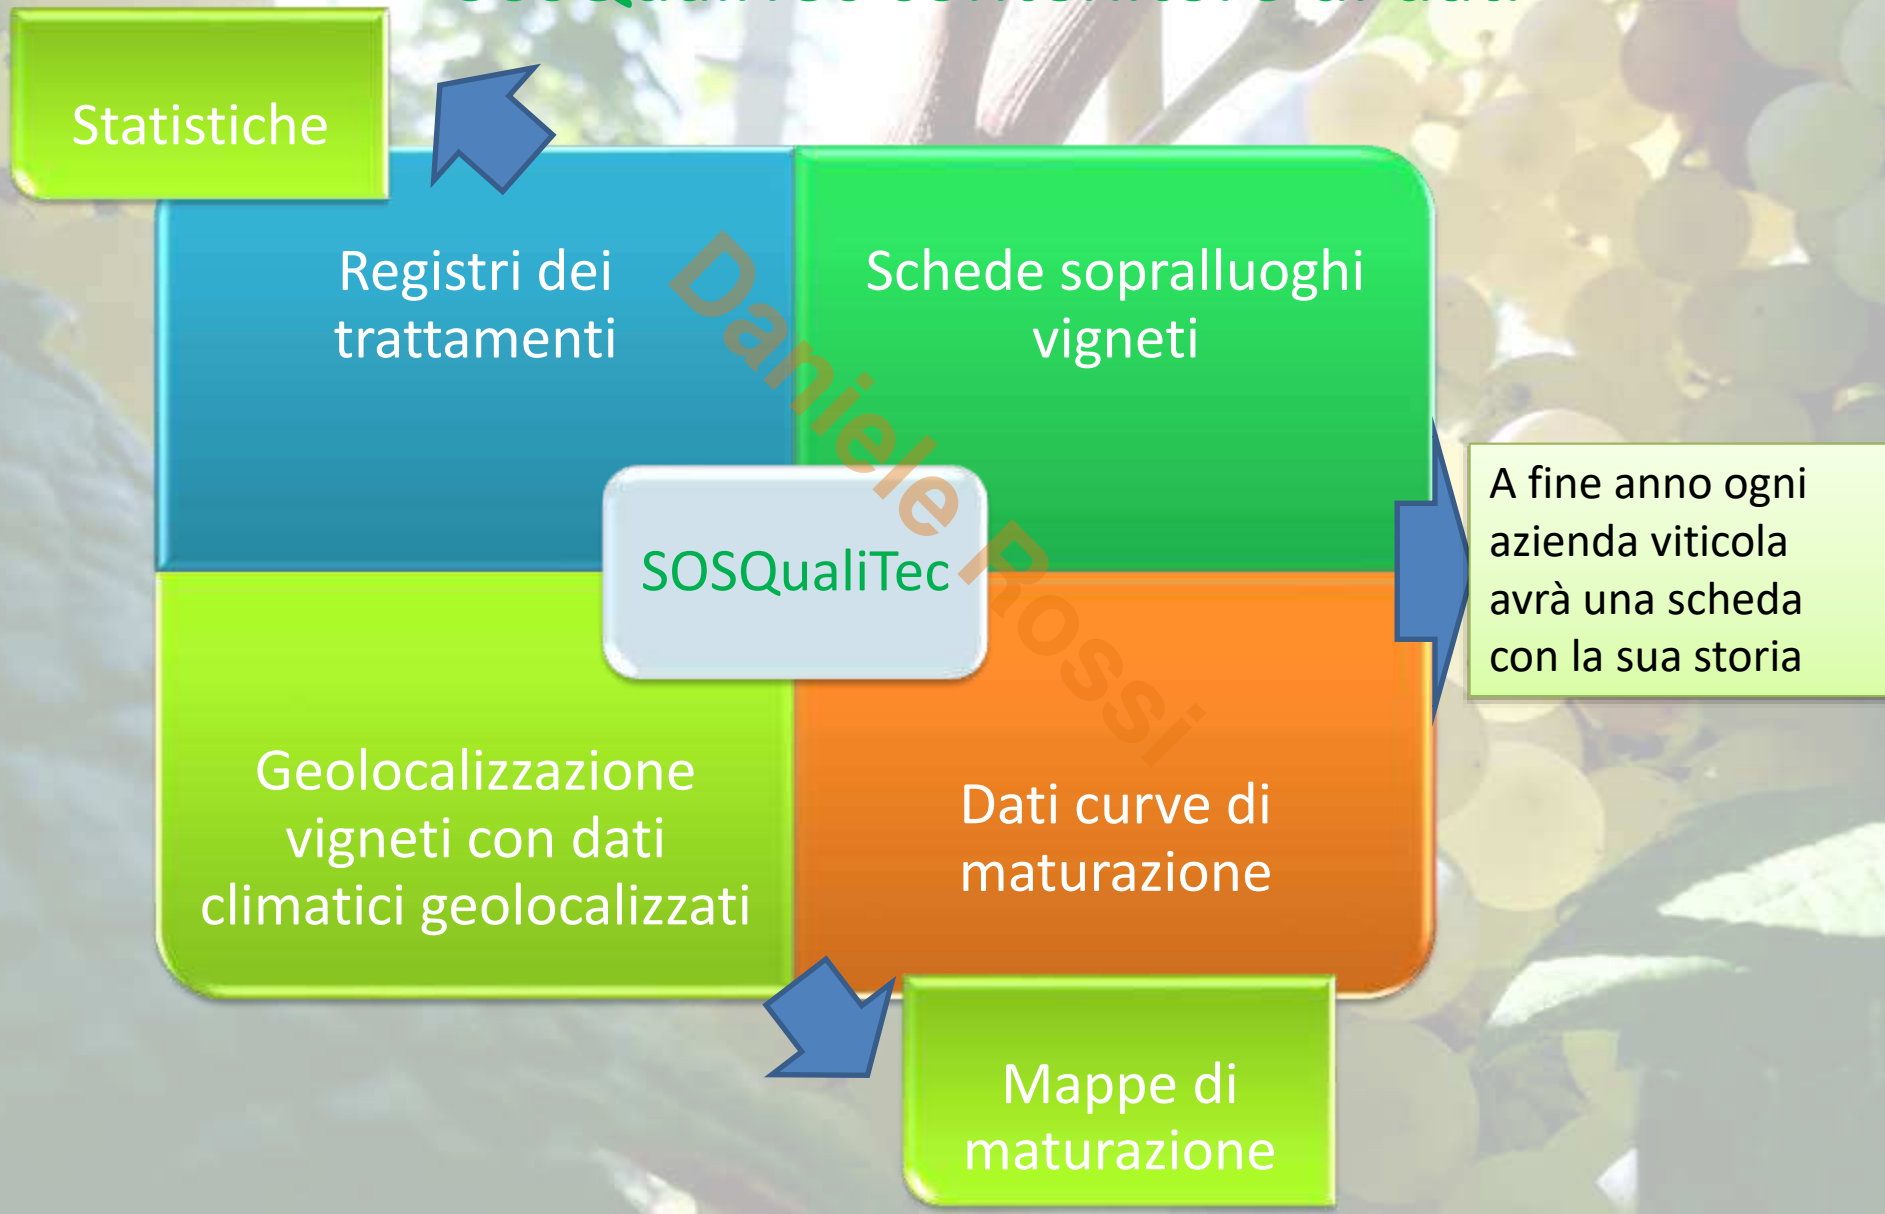 Statistiche
Registri dei
trattamenti
Schede sopralluoghi
vigneti
SOSQualiTec
A fine anno ogni
azienda viticola
avrà una scheda
con la sua storia
Geolocalizzazione
vigneti con dati
climatici geolocalizzati
Dati curve di
maturazione
Mappe di
maturazione
Daniele Rossi